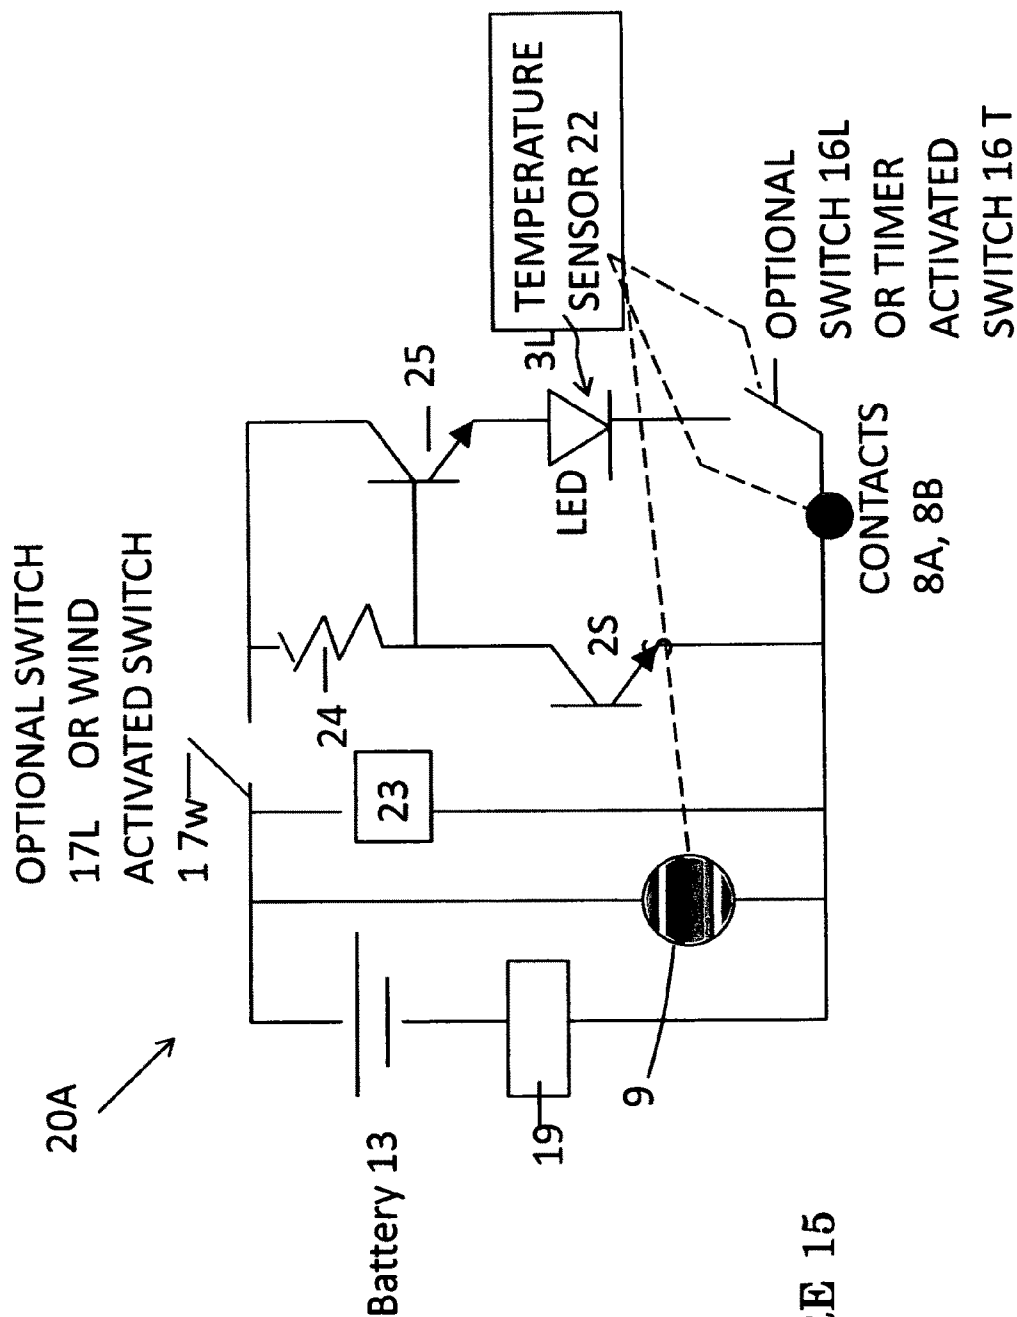 20A
OPTIONAL SWITCH
17L OR WIND
ACTIVATED SWITCH
1 7w
Battery 13
19
9
23
24
2S
25
LED
3L
TEMPERATURE
SENSOR 22
CONTACTS
8A, 8B
OPTIONAL
SWITCH 16L
OR TIMER
ACTIVATED
SWITCH 16 T
E 15